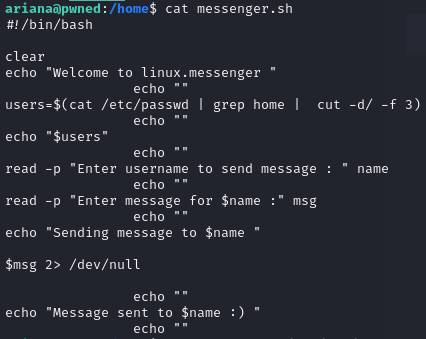 ariana@pwned:/home$ cat messenger.sh
#!/bin/bash
clear
echo "Welcome to linux.messenger "
echo ""
users=$(cat /etc/passwd | grep home |  cut -d/ -f 3)
echo ""
echo "$users"
echo ""
read -p "Enter username to send message : " name
echo ""
read -p "Enter message for $name :" msg
echo ""
echo "Sending message to $name "
$msg 2> /dev/null
echo ""
echo "Message sent to $name :) "
echo ""